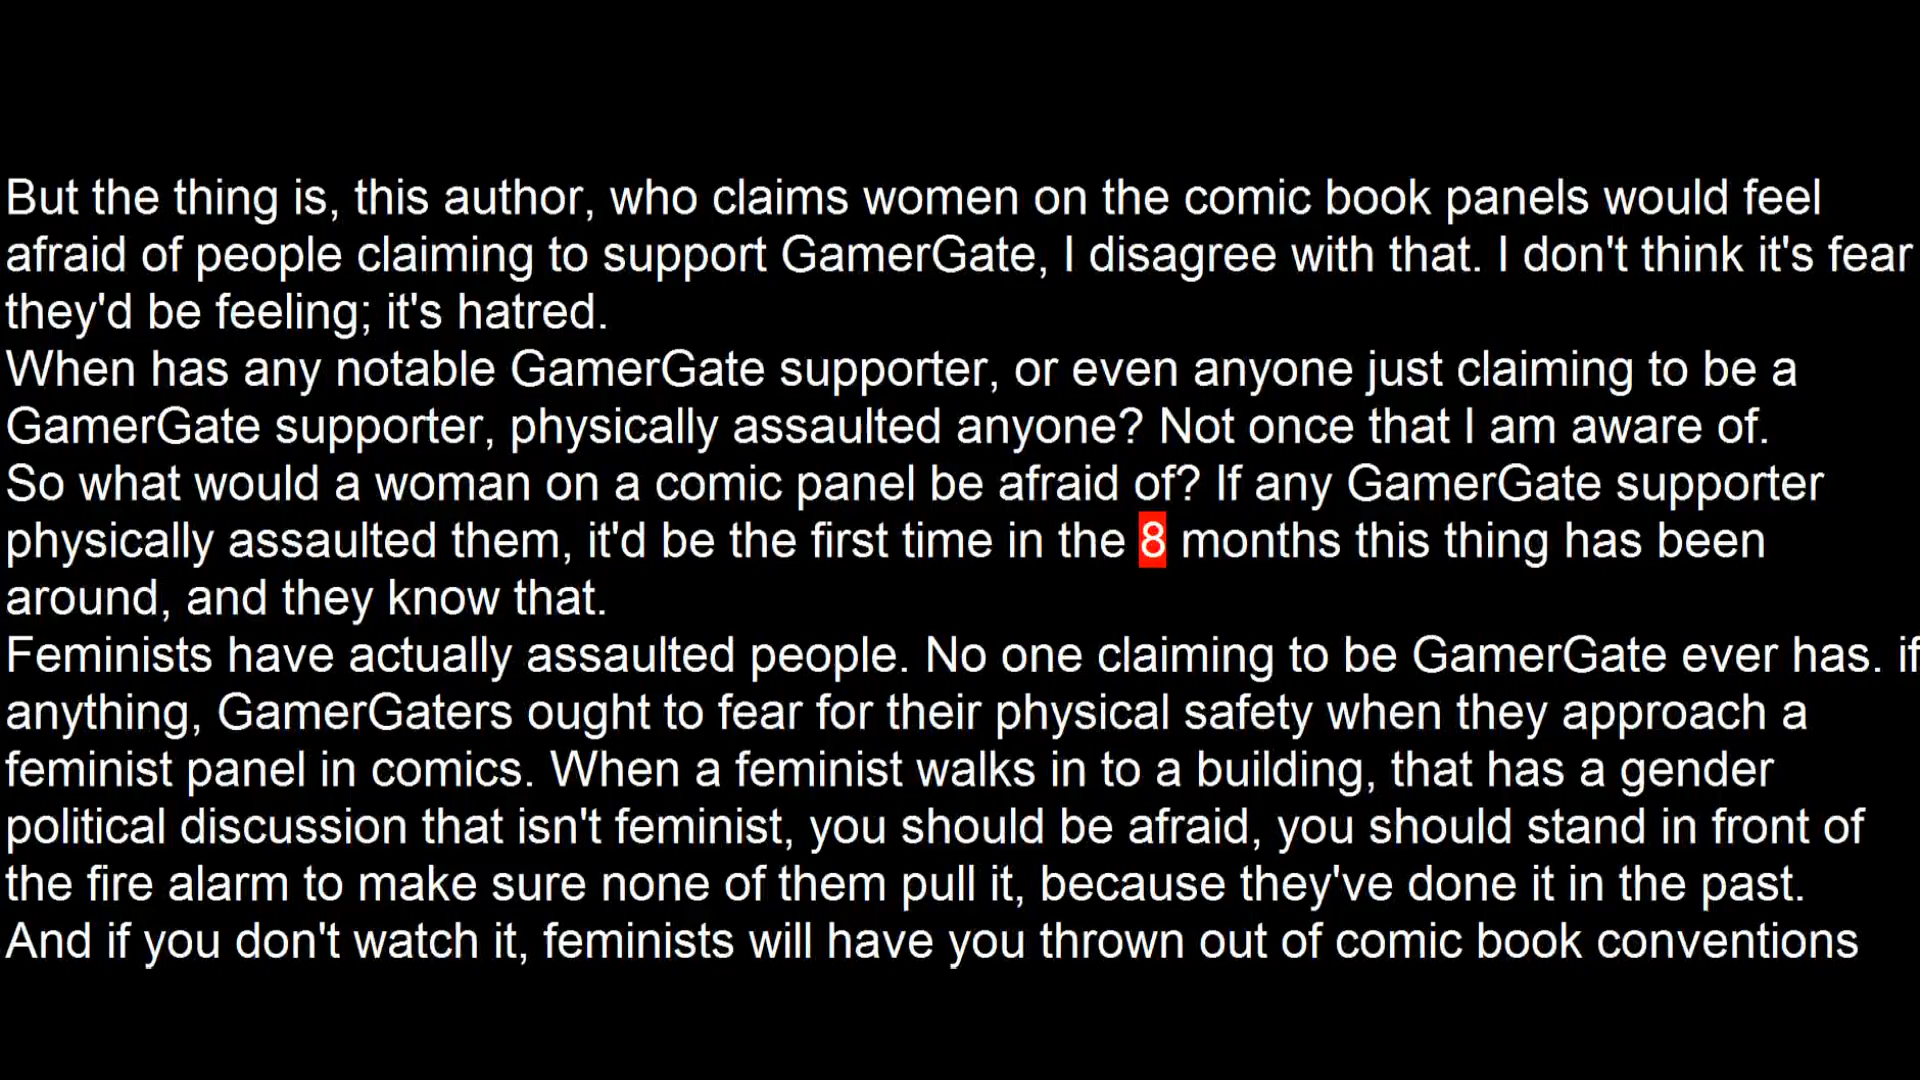 But the thing is, this author, who claims women on the comic book panels would feel
afraid of people claiming to support GamerGate, I disagree with that. I don't think it's fear
they'd be feeling; it's hatred.
When has any notable GamerGate supporter, or even anyone just claiming to be a
GamerGate supporter, physically assaulted anyone? Not once that I am aware of.
So what would a woman on a comic panel be afraid of? If any GamerGate supporter
physically assaulted them, it'd be the first time in the 8 months this thing has been
around, and they know that.
Feminists have actually assaulted people. No one claiming to be GamerGate ever has. if
anything, GamerGaters ought to fear for their physical safety when they approach a
feminist panel in comics. When a feminist walks in to a building, that has a gender
political discussion that isn't feminist, you should be afraid, you should stand in front of
the fire alarm to make sure none of them pull it, because they've done it in the past.
And if you don't watch it, feminists will have you thrown out of comic book conventions